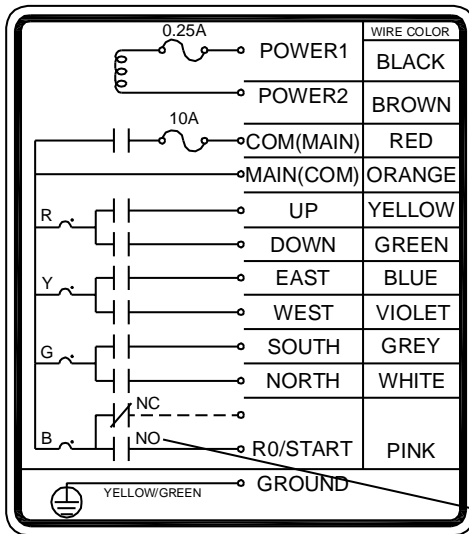 WIRE COLOR
0.25A
POWER1 BLACK
POWER2 BROWN
10A
COM(MAIN) RED
MAIN(COM) ORANGE
R UP YELLOW
DOWN GREEN
Y EAST BLUE
WEST VIOLET
G SOUTH GREY
NORTH WHITE
NC
B NO R0/START PINK
YELLOW/GREEN GROUND